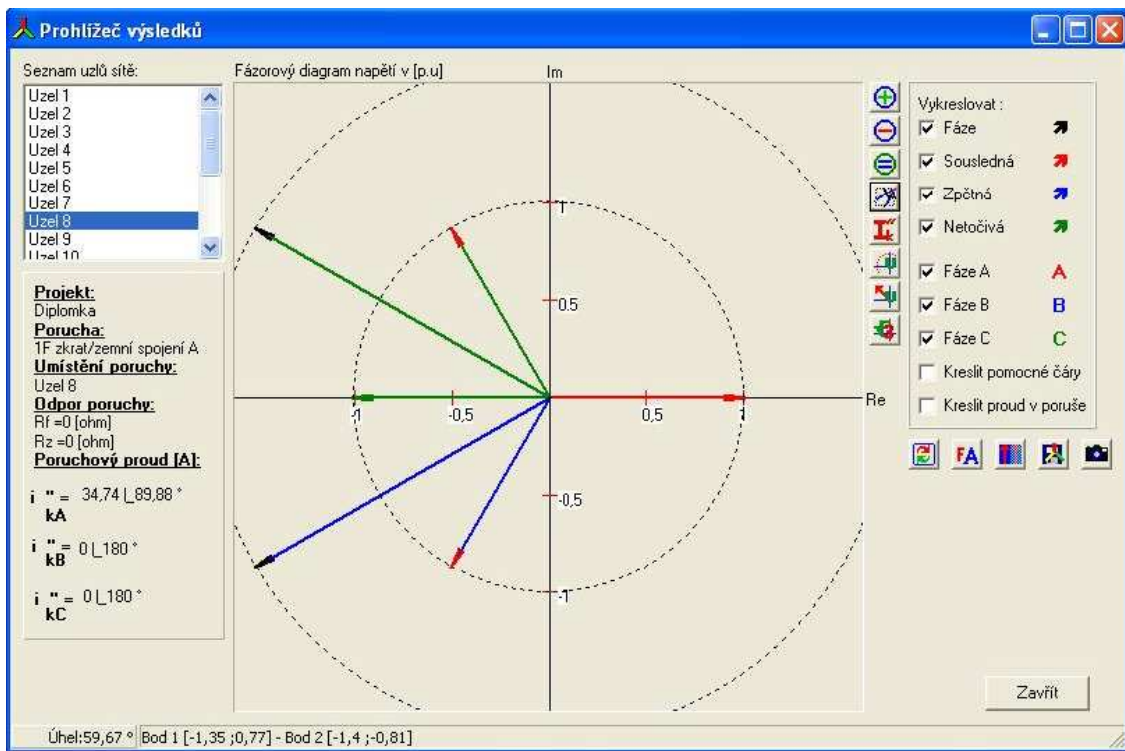 Prohlížeč výsledků
Seznam uzlů sítě:
Uzel 1
Uzel 2
Uzel 3
Uzel 4
Uzel 5
Uzel 6
Uzel 7
Uzel 8
Uzel 9
Uzel 10
Projekt:
Diplomka
Porucha:
1F zkrat/zemní spojení A
Umístění poruchy:
Uzel 8
Odpor poruchy:
Rf =0 [ohm]
Rz =0 [ohm]
Poruchový proud [A]:
i " = 34,74 |_89,88 °
kA
i " = 0 |_180 °
kB
i " = 0 |_180 °
kC
Fázorový diagram napětí v [p.u]
Im
1
0.5
-1
-0,5
0,5
1
Re
-0,5
-1
Vykreslovat :
Fáze
Sousledná
Zpětná
Netočivá
Fáze A A
Fáze B B
Fáze C C
Kreslit pomocné čáry
Kreslit proud v poruše
FA
Zavřít
Úhel:59,67 ° Bod 1 [-1,35 ;0,77] - Bod 2 [-1,4 ;-0,81]